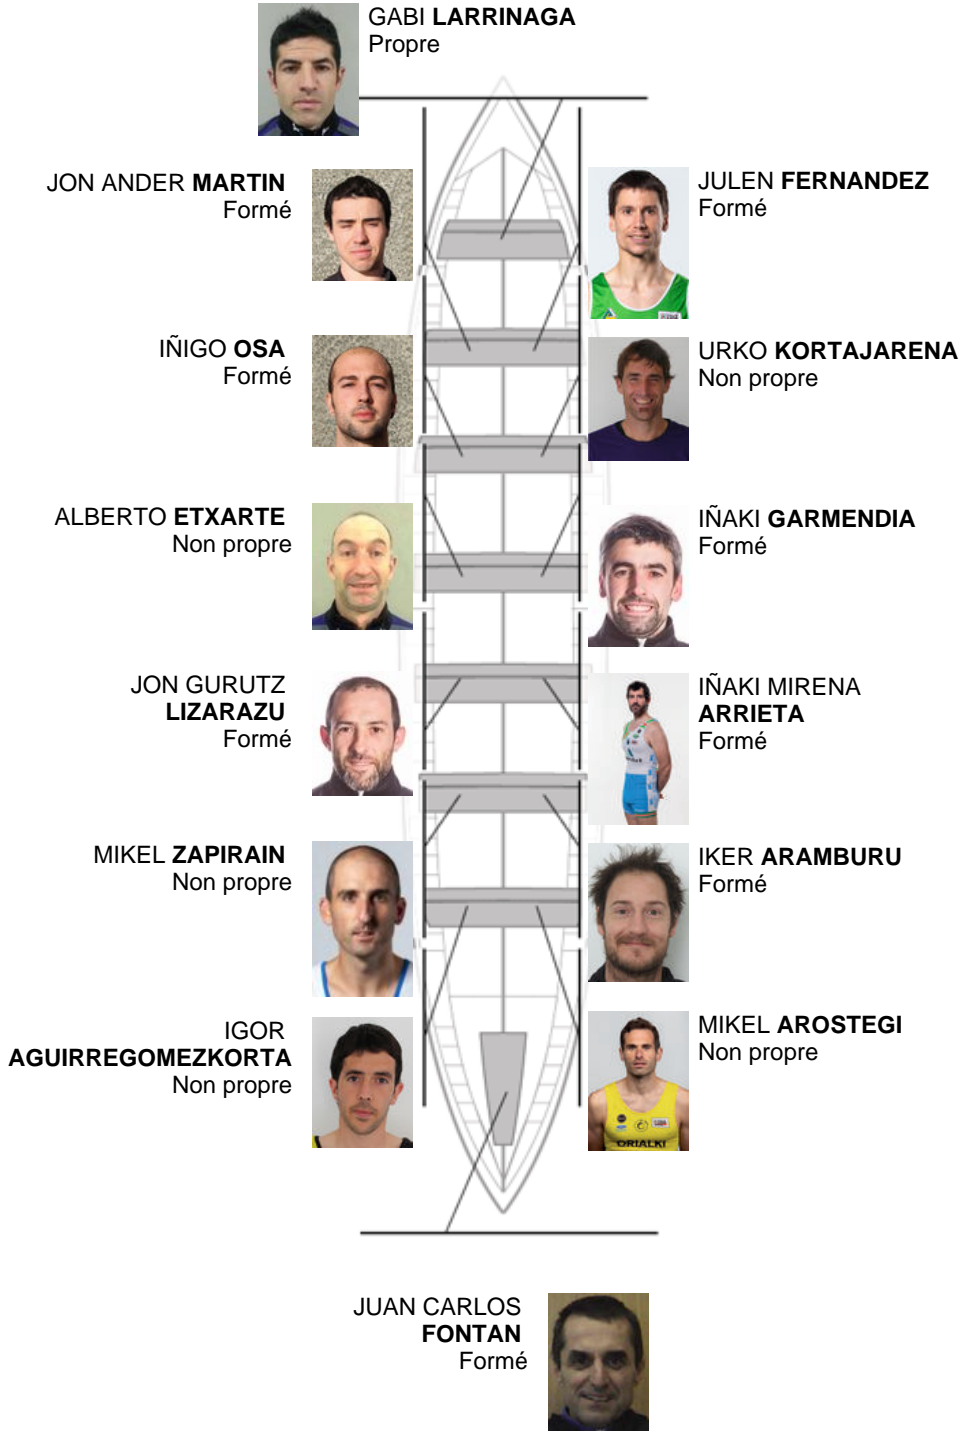 GABI LARRINAGA
Propre
JON ANDER MARTIN
Formé
JULEN FERNANDEZ
Formé
IÑIGO OSA
Formé
URKO KORTAJARENA
Non propre
ALBERTO ETXARTE
Non propre
IÑAKI GARMENDIA
Formé
JON GURUTZ
LIZARAZU
Formé
IÑAKI MIRENA
ARRIETA
Formé
MIKEL ZAPIRAIN
Non propre
IKER ARAMBURU
Formé
IGOR
AGUIRREGOMEZKORTA
Non propre
MIKEL AROSTEGI
Non propre
ORIALKI
JUAN CARLOS
FONTAN
Formé